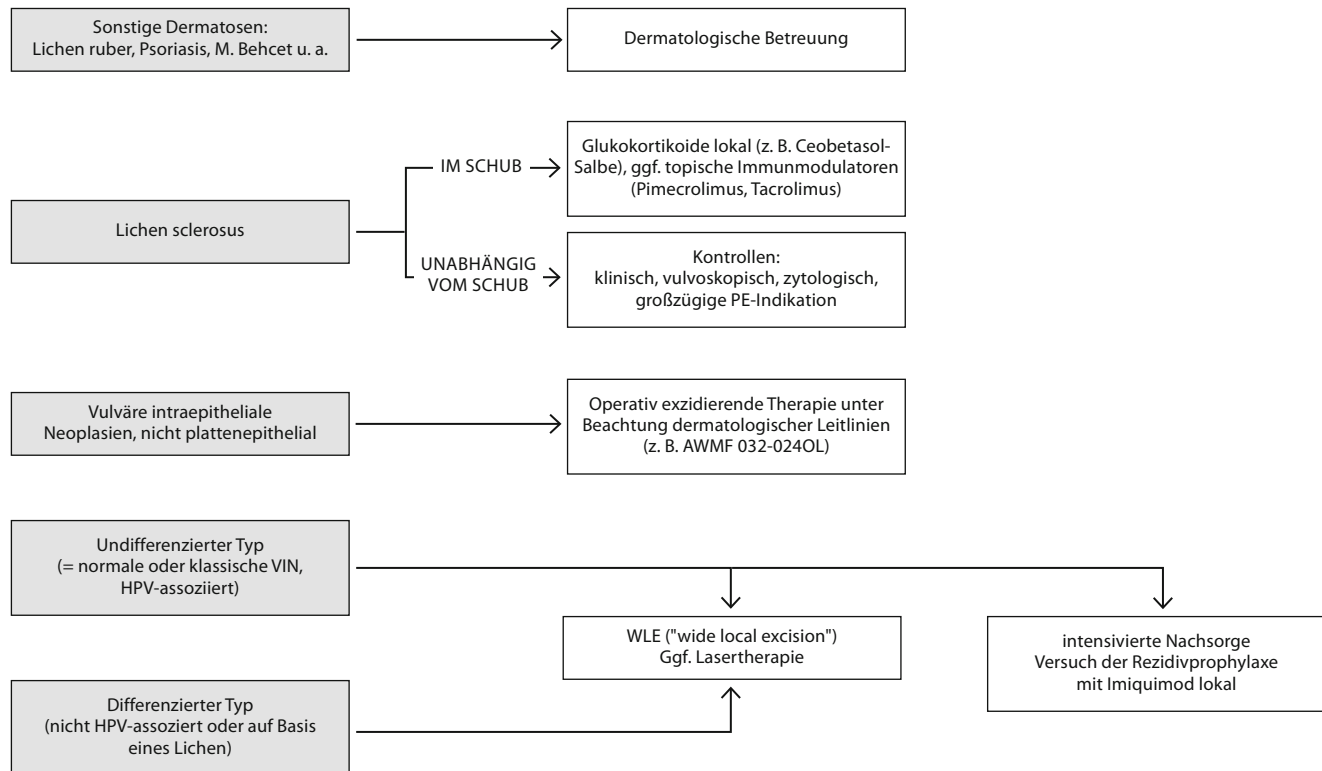 Sonstige Dermatosen:
Lichen ruber, Psoriasis, M. Behcet u. a.
Dermatologische Betreuung
Lichen sclerosus
IM SCHUB
Glukokortikoide lokal (z. B. Ceobetasol-
Salbe), ggf. topische Immunmodulatoren
(Pimecrolimus, Tacrolimus)
UNABHÄNGIG
VOM SCHUB
Kontrollen:
klinisch, vulvoskopisch, zytologisch,
großzügige PE-Indikation
Vulväre intraepitheliale
Neoplasien, nicht plattenepithelial
Operativ exzidierende Therapie unter
Beachtung dermatologischer Leitlinien
(z. B. AWMF 032-024OL)
Undifferenzierter Typ
(= normale oder klassische VIN,
HPV-assoziiert)
WLE ("wide local excision")
Ggf. Lasertherapie
intensivierte Nachsorge
Versuch der Rezidivprophylaxe
mit Imiquimod lokal
Differenzierter Typ
(nicht HPV-assoziert oder auf Basis
eines Lichen)